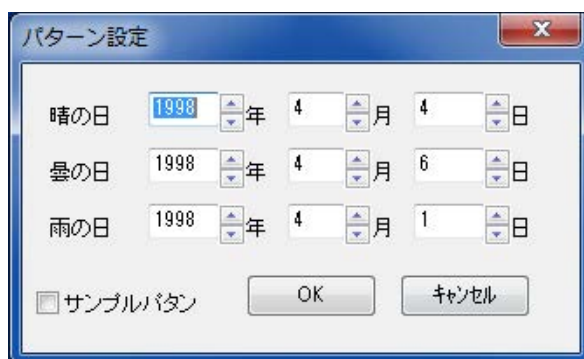 パターン設定
晴の日 1998 年 4 月 4 日
曇の日 1998 年 4 月 6 日
雨の日 1998 年 4 月 1 日
サンプルパタン OK キャンセル